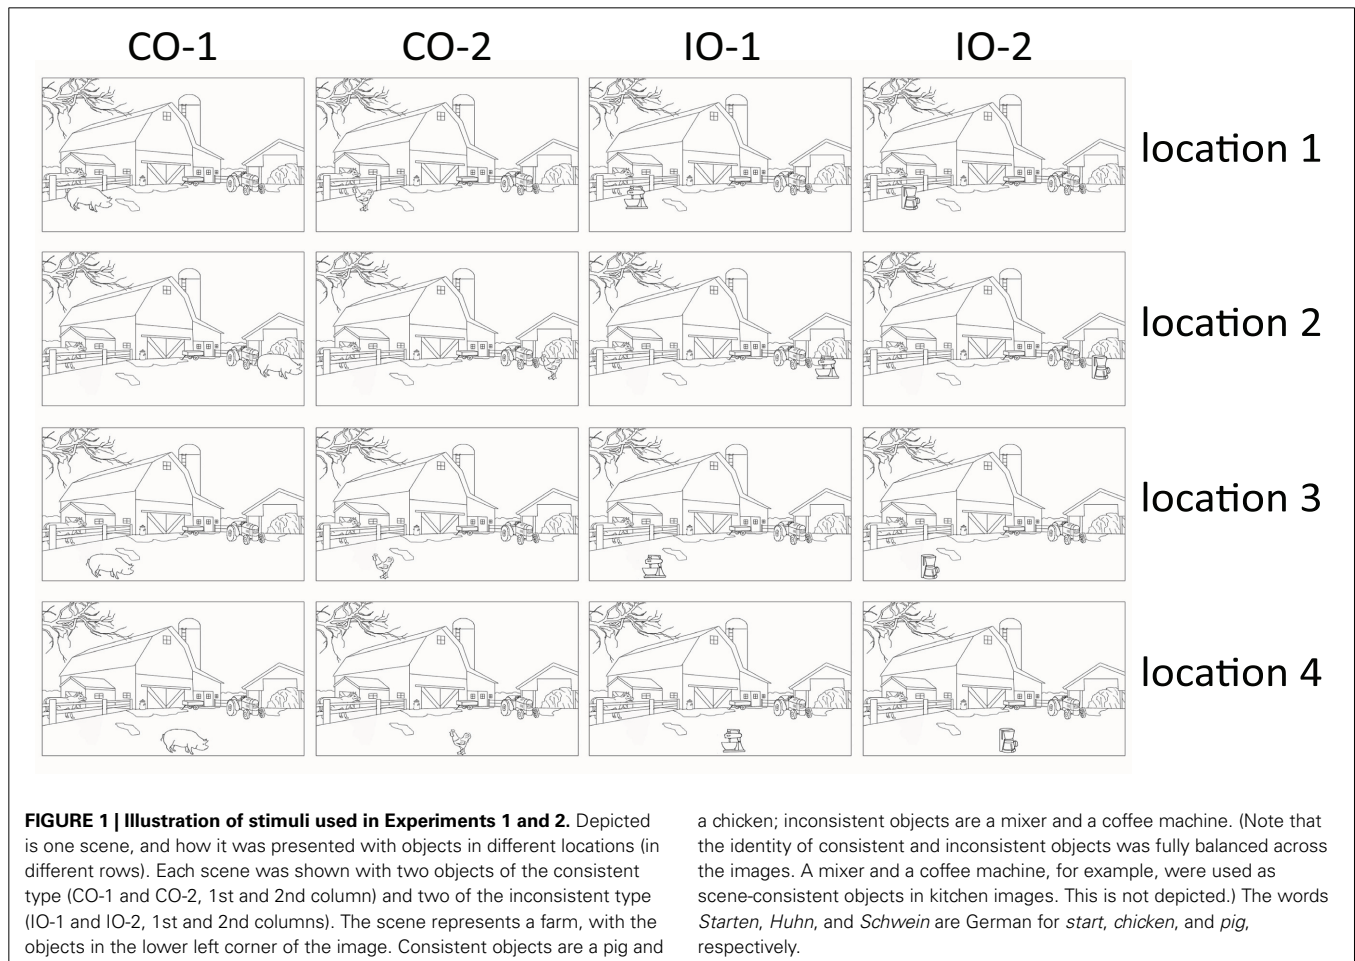 CO-1 CO-2 IO-1 IO-2
location 1
location 2
location 3
location 4
FIGURE 1 | Illustration of stimuli used in Experiments 1 and 2. Depicted
is one scene, and how it was presented with objects in different locations (in
different rows). Each scene was shown with two objects of the consistent
type (CO-1 and CO-2, 1st and 2nd column) and two of the inconsistent type
(IO-1 and IO-2, 1st and 2nd columns). The scene represents a farm, with the
objects in the lower left corner of the image. Consistent objects are a pig and
a chicken; inconsistent objects are a mixer and a coffee machine. (Note that
the identity of consistent and inconsistent objects was fully balanced across
the images. A mixer and a coffee machine, for example, were used as
scene-consistent objects in kitchen images. This is not depicted.) The words
Starten, Huhn, and Schwein are German for start, chicken, and pig,
respectively.